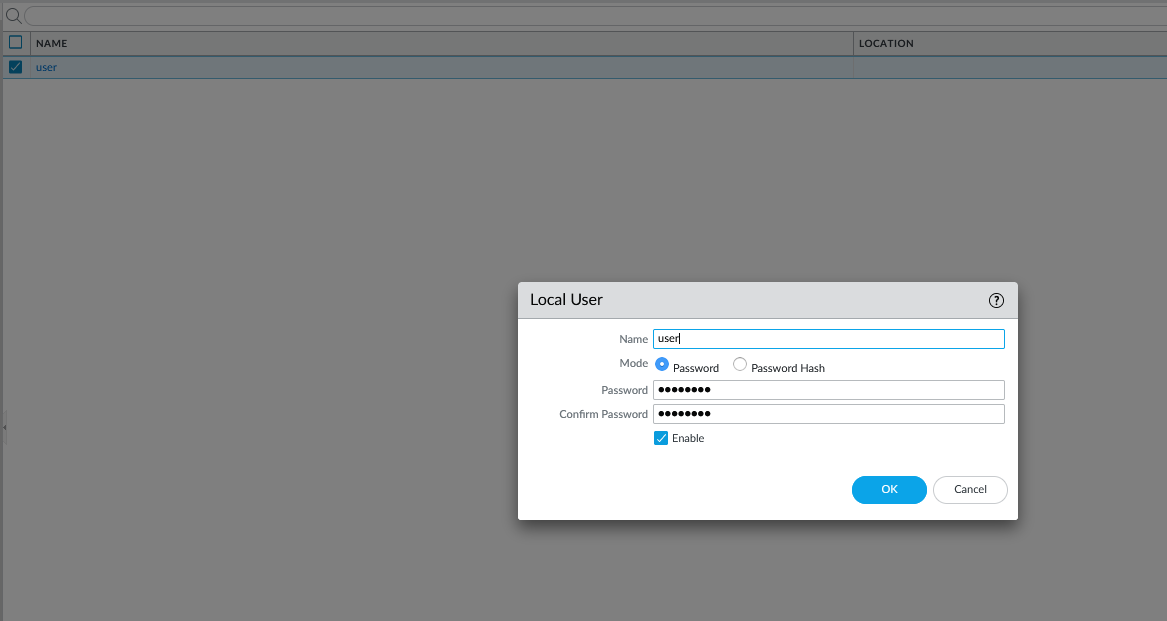 NAME LOCATION
user
Local User ?
Name user
Mode Password Password Hash
Password ••••••••
Confirm Password ••••••••
Enable
OK Cancel